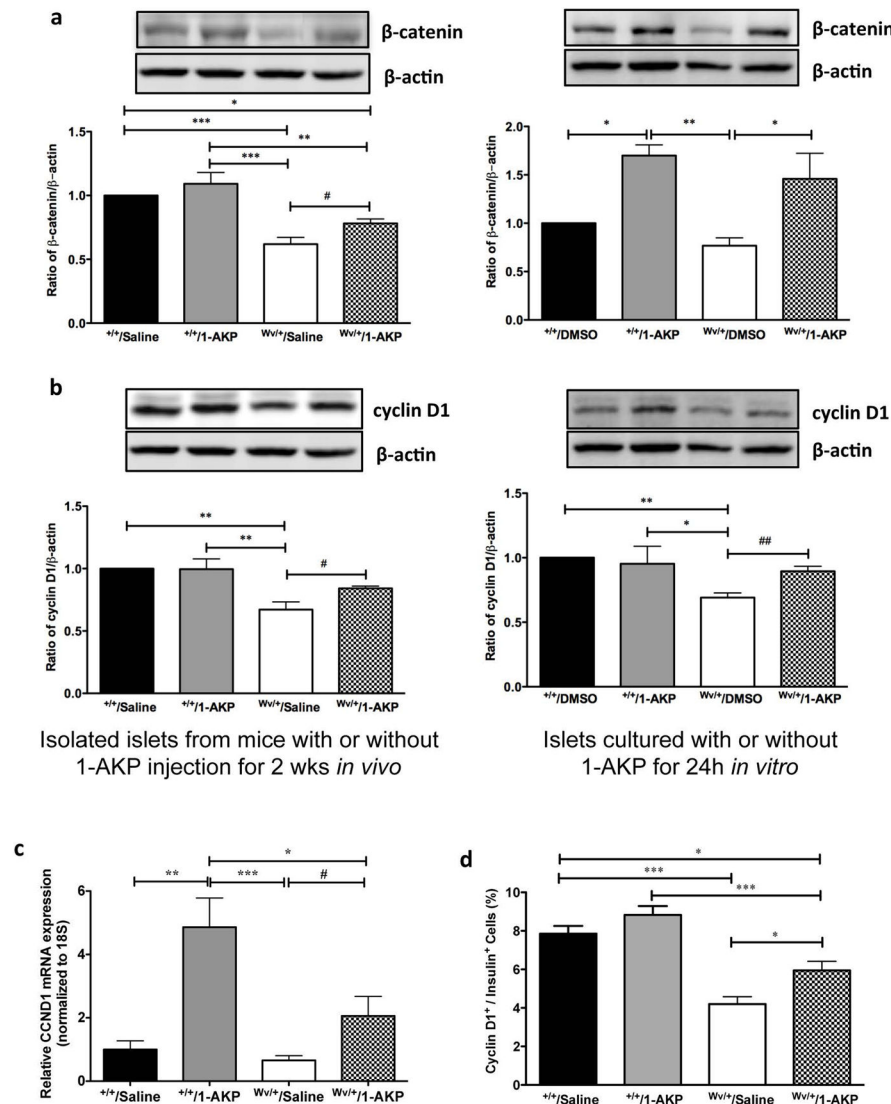 a
β-catenin
β-actin
*
***
**
***
#
Ratio of β-catenin/β-actin
1.5
1.0
0.5
0.0
+/+/Saline
+/+/1-AKP
Wv/+/Saline
Wv/+/1-AKP
β-catenin
β-actin
*
**
*
Ratio of β-catenin/β-actin
2.0
1.5
1.0
0.5
0.0
+/+/DMSO
+/+/1-AKP
Wv/+/DMSO
Wv/+/1-AKP
b
cyclin D1
β-actin
**
**
#
Ratio of cyclin D1/β-actin
1.5
1.0
0.5
0.0
+/+/Saline
+/+/1-AKP
Wv/+/Saline
Wv/+/1-AKP
Isolated islets from mice with or without
1-AKP injection for 2 wks in vivo
cyclin D1
β-actin
**
*
##
Ratio of cyclin D1/β-actin
1.5
1.0
0.5
0.0
+/+/DMSO
+/+/1-AKP
Wv/+/DMSO
Wv/+/1-AKP
Islets cultured with or without
1-AKP for 24h in vitro
c
*
**
***
#
Relative CCND1 mRNA expression
(normalized to 18S)
6
4
2
0
+/+/Saline
+/+/1-AKP
Wv/+/Saline
Wv/+/1-AKP
d
*
***
***
*
Cyclin D1+ / Insulin+ Cells (%)
10
8
6
4
2
0
+/+/Saline
+/+/1-AKP
Wv/+/Saline
Wv/+/1-AKP